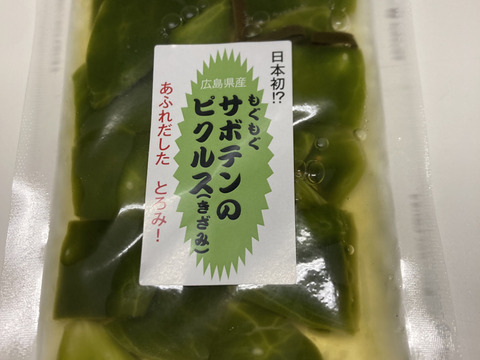 日本初!?
広島県産
もぐもぐ
サボテンの
ピクルス(きざみ)
あふれだした とろみ!